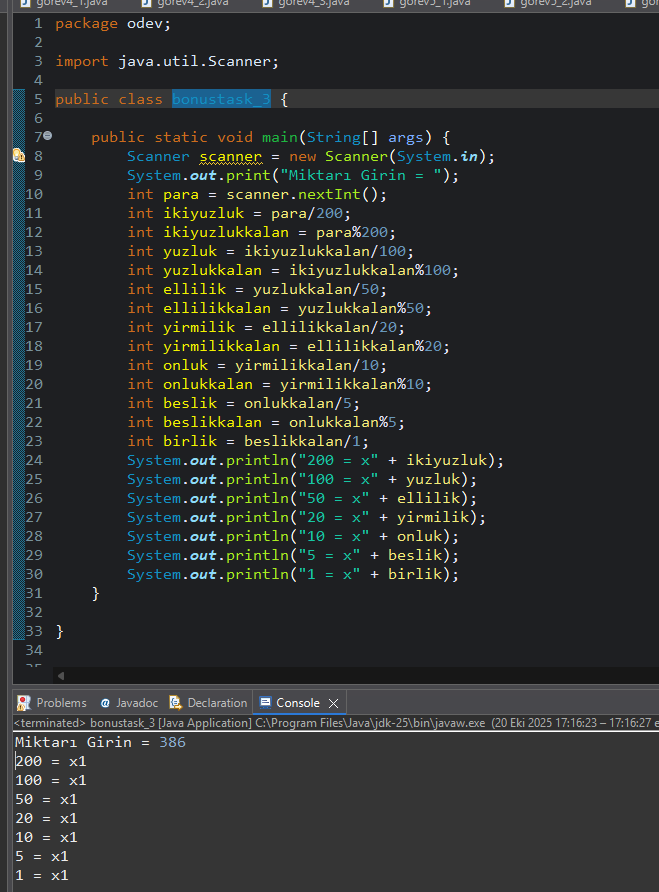 gorev4_1.java gorev4_2.java gorev4_3.java gorev5_1.java gorev5_2.java
1 package odev;
2
3 import java.util.Scanner;
4
5 public class bonustask_3 {
6
7 public static void main(String[] args) {
8 Scanner scanner = new Scanner(System.in);
9 System.out.print("Miktarı Girin = ");
10 int para = scanner.nextInt();
11 int ikiyuzluk = para/200;
12 int ikiyuzlukkalan = para%200;
13 int yuzluk = ikiyuzlukkalan/100;
14 int yuzlukkalan = ikiyuzlukkalan%100;
15 int ellilik = yuzlukkalan/50;
16 int ellilikkalan = yuzlukkalan%50;
17 int yirmilik = ellilikkalan/20;
18 int yirmilikkalan = ellilikkalan%20;
19 int onluk = yirmilikkalan/10;
20 int onlukkalan = yirmilikkalan%10;
21 int beslik = onlukkalan/5;
22 int beslikkalan = onlukkalan%5;
23 int birlik = beslikkalan/1;
24 System.out.println("200 = x" + ikiyuzluk);
25 System.out.println("100 = x" + yuzluk);
26 System.out.println("50 = x" + ellilik);
27 System.out.println("20 = x" + yirmilik);
28 System.out.println("10 = x" + onluk);
29 System.out.println("5 = x" + beslik);
30 System.out.println("1 = x" + birlik);
31 }
32
33 }
34
Problems Javadoc Declaration Console
<terminated> bonustask_3 [Java Application] C:\Program Files\Java\jdk-25\bin\javaw.exe (20 Eki 2025 17:16:23 – 17:16:27 e
Miktarı Girin = 386
200 = x1
100 = x1
50 = x1
20 = x1
10 = x1
5 = x1
1 = x1